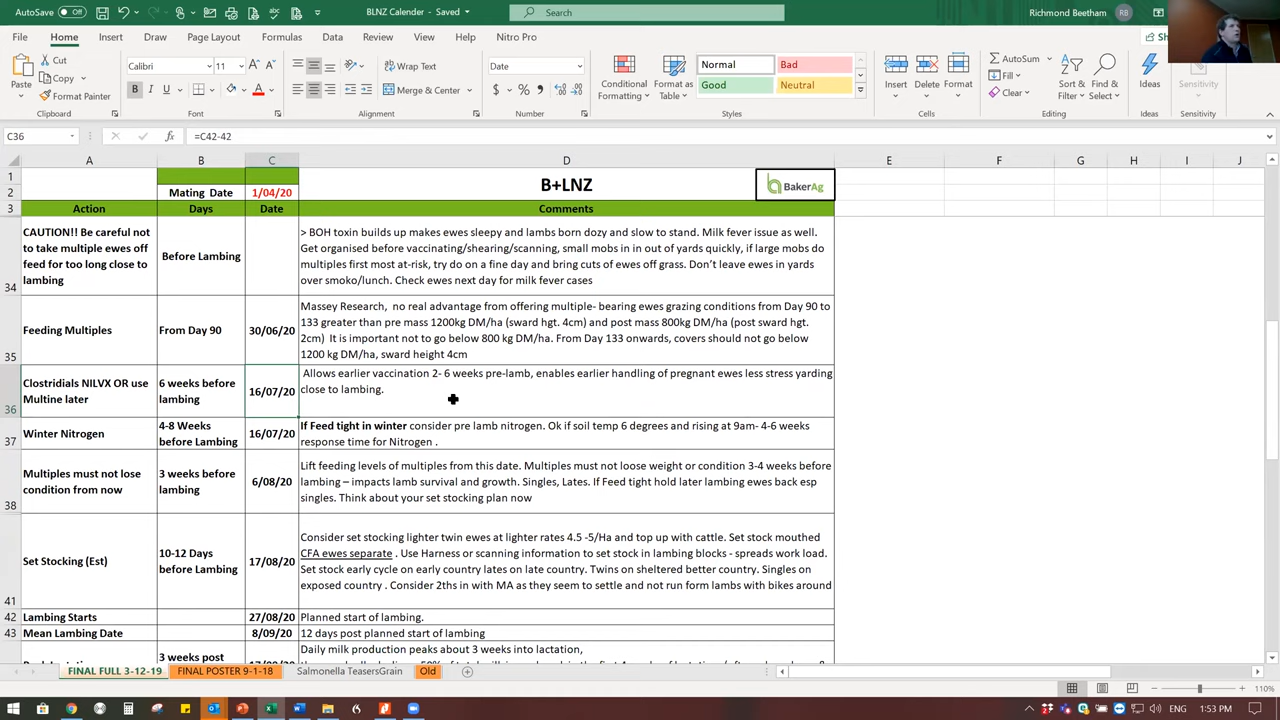 AutoSave Off
BLNZ Calender - Saved
Search
Richmond Beetham RB
File Home Insert Draw Page Layout Formulas Data Review View Help Nitro Pro Sh
Paste Cut Copy Format Painter Clipboard
Calibri 11 B I U Font
Wrap Text Merge & Center Alignment
Date $ % Number
Conditional Formatting Format as Table Normal Bad Good Neutral Styles
Insert Delete Format Cells
AutoSum Fill Clear Sort & Filter Find & Select Editing
Ideas Ideas Sensitivity Sensitivity
C36 fx =C42-42
A B C D E F G H I J
1
2 Mating Date 1/04/20 B+LNZ BakerAg
3 Action Days Date Comments
CAUTION!! Be careful not
to take multiple ewes off
feed for too long close to
lambing
Before Lambing
> BOH toxin builds up makes ewes sleepy and lambs born dozy and slow to stand. Milk fever issue as well.
Get organised before vaccinating/shearing/scanning, small mobs in in out of yards quickly, if large mobs do
multiples first most at-risk, try do on a fine day and bring cuts of ewes off grass. Don't leave ewes in yards
over smoko/lunch. Check ewes next day for milk fever cases
34
Feeding Multiples
From Day 90
30/06/20
Massey Research, no real advantage from offering multiple- bearing ewes grazing conditions from Day 90 to
133 greater than pre mass 1200kg DM/ha (sward hgt. 4cm) and post mass 800kg DM/ha (post sward hgt.
2cm) It is important not to go below 800 kg DM/ha. From Day 133 onwards, covers should not go below
1200 kg DM/ha, sward height 4cm
35
Clostridials NILVX OR use
Multine later
6 weeks before
lambing
16/07/20
Allows earlier vaccination 2- 6 weeks pre-lamb, enables earlier handling of pregnant ewes less stress yarding
close to lambing.
36
Winter Nitrogen
4-8 Weeks
before Lambing
16/07/20
If Feed tight in winter consider pre lamb nitrogen. Ok if soil temp 6 degrees and rising at 9am- 4-6 weeks
response time for Nitrogen .
37
Multiples must not lose
condition from now
3 weeks before
lambing
6/08/20
Lift feeding levels of multiples from this date. Multiples must not loose weight or condition 3-4 weeks before
lambing – impacts lamb survival and growth. Singles, Lates. If Feed tight hold later lambing ewes back esp
singles. Think about your set stocking plan now
38
Set Stocking (Est)
10-12 Days
before Lambing
17/08/20
Consider set stocking lighter twin ewes at lighter rates 4.5 -5/Ha and top up with cattle. Set stock mouthed
CFA ewes separate . Use Harness or scanning information to set stock in lambing blocks - spreads work load.
Set stock early cycle on early country lates on late country. Twins on sheltered better country. Singles on
exposed country . Consider 2ths in with MA as they seem to settle and not run form lambs with bikes around
41
42 Lambing Starts 27/08/20 Planned start of lambing.
43 Mean Lambing Date 8/09/20 12 days post planned start of lambing
3 weeks post
Daily milk production peaks about 3 weeks into lactation,
FINAL FULL 3-12-19 FINAL POSTER 9-1-18 Salmonella TeasersGrain Old
110%
ENG 1:53 PM